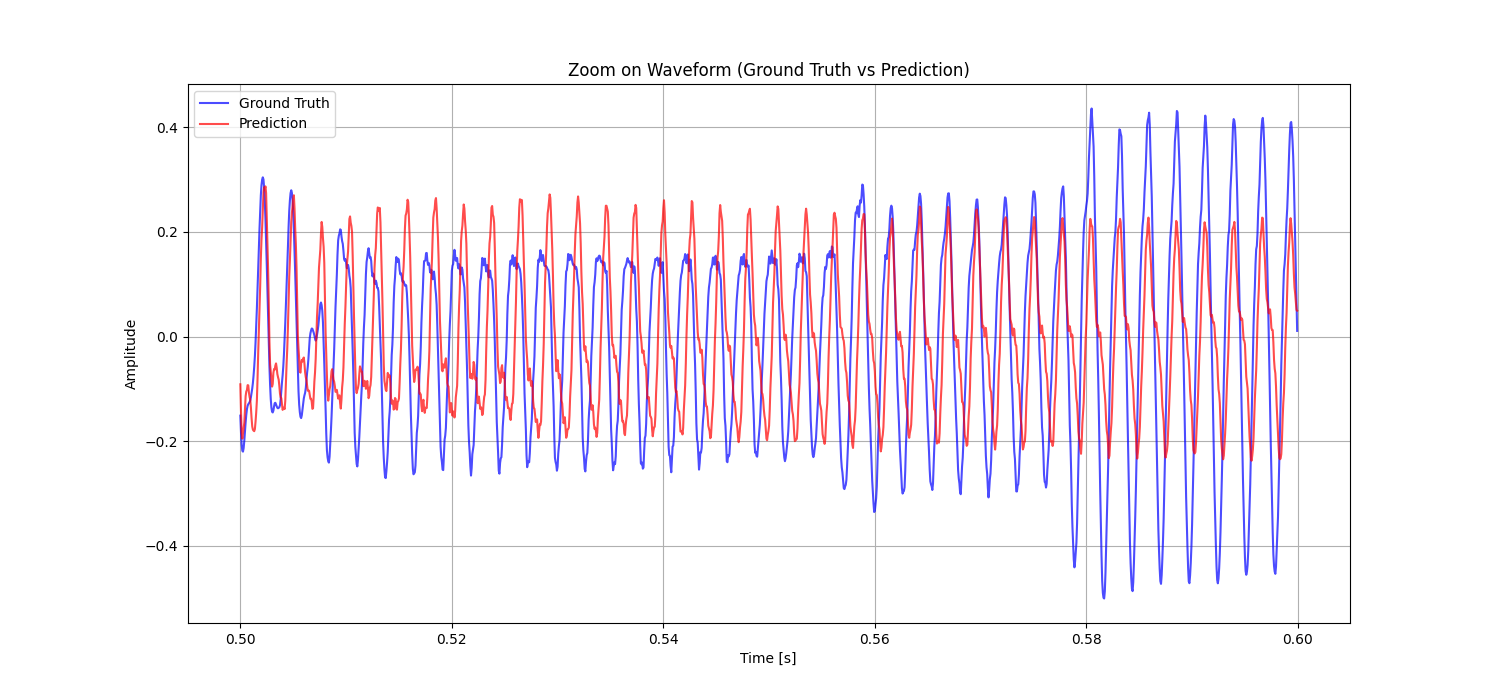 Zoom on Waveform (Ground Truth vs Prediction)
Ground Truth
Prediction
Amplitude
0.4
0.2
0.0
−0.2
−0.4
0.50 0.52 0.54 0.56 0.58 0.60
Time [s]